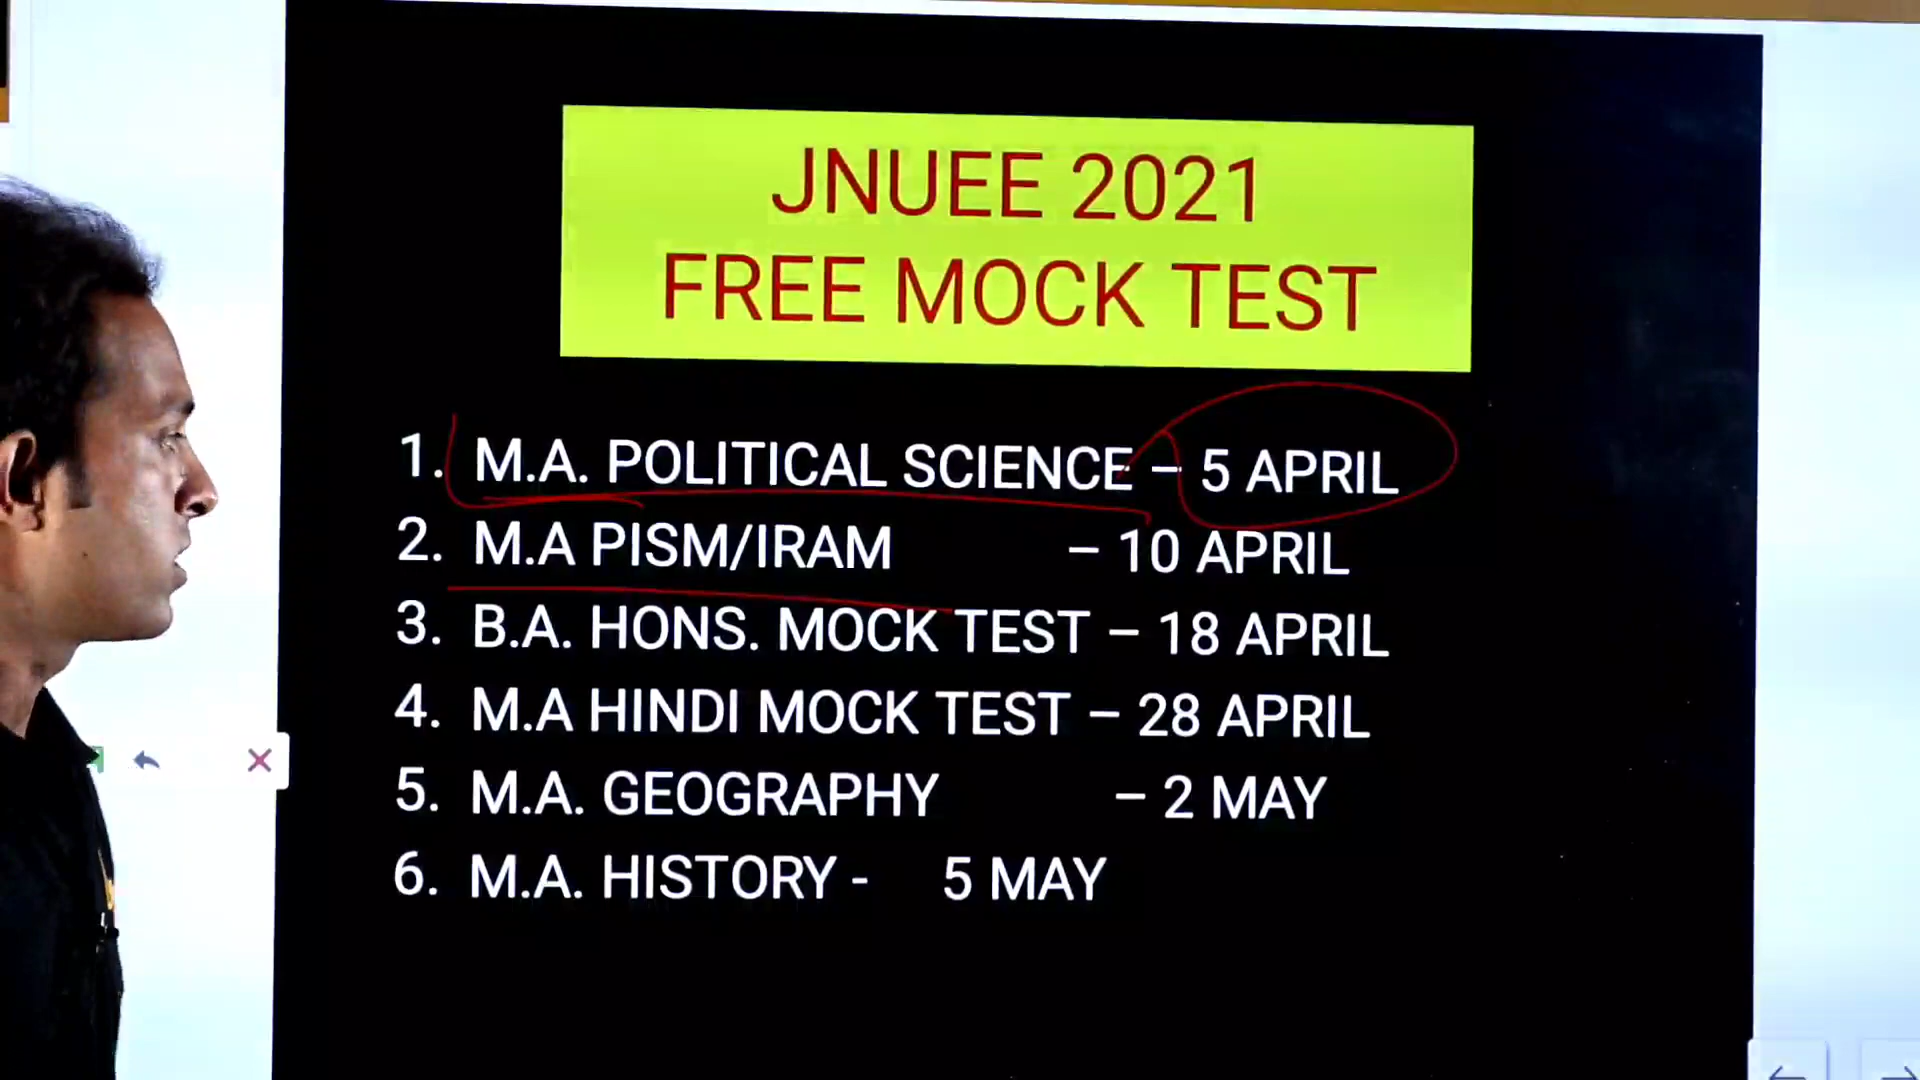 JNUEE 2021
FREE MOCK TEST
1. M.A. POLITICAL SCIENCE – 5 APRIL
2. M.A PISM/IRAM – 10 APRIL
3. B.A. HONS. MOCK TEST – 18 APRIL
4. M.A HINDI MOCK TEST – 28 APRIL
5. M.A. GEOGRAPHY – 2 MAY
6. M.A. HISTORY - 5 MAY